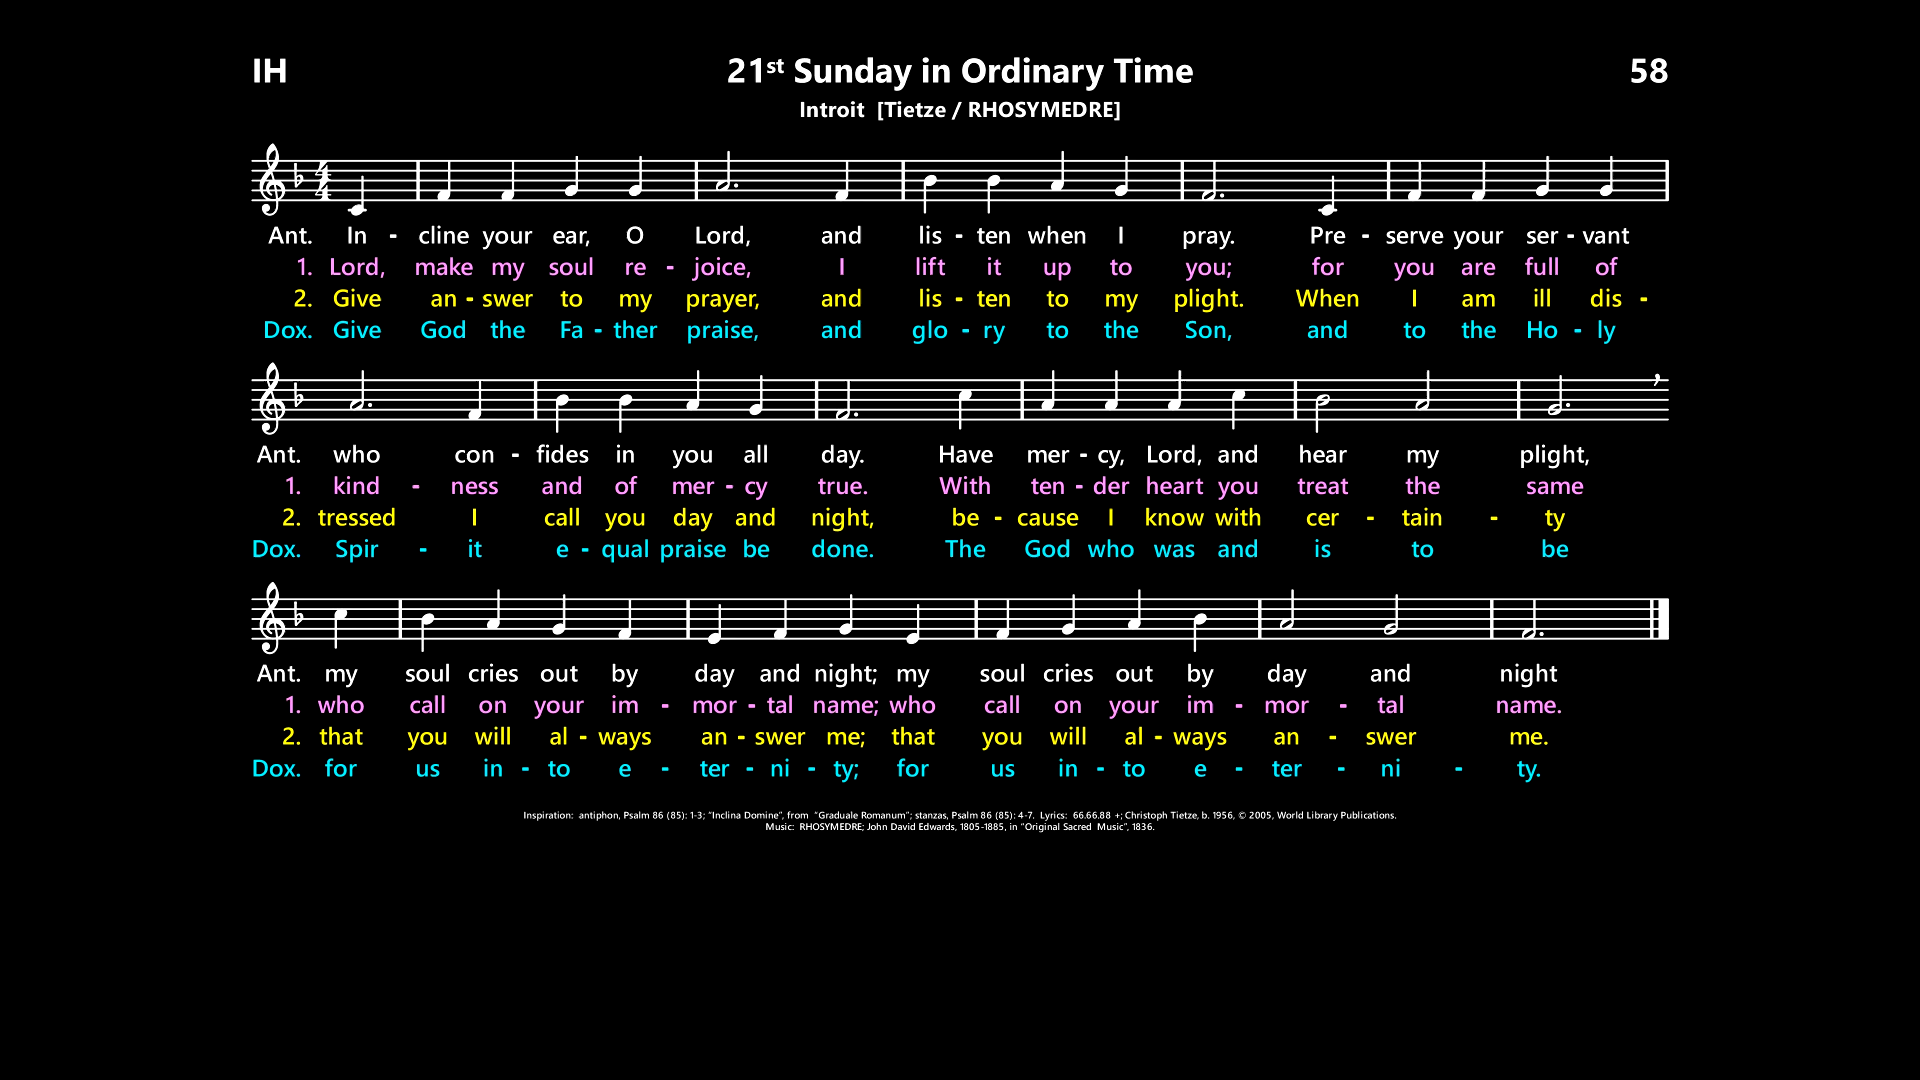 IH 21st Sunday in Ordinary Time 58
Introit [Tietze / RHOSYMEDRE]
Ant. In - cline your ear, O Lord, and lis - ten when I pray. Pre - serve your ser - vant
1. Lord, make my soul re - joice, I lift it up to you; for you are full of
2. Give an - swer to my prayer, and lis - ten to my plight. When I am ill dis -
Dox. Give God the Fa - ther praise, and glo - ry to the Son, and to the Ho - ly
Ant. who con - fides in you all day. Have mer - cy, Lord, and hear my plight,
1. kind - ness and of mer - cy true. With ten - der heart you treat the same
2. tressed I call you day and night, be - cause I know with cer - tain - ty
Dox. Spir - it e - qual praise be done. The God who was and is to be
Ant. my soul cries out by day and night; my soul cries out by day and night
1. who call on your im - mor - tal name; who call on your im - mor - tal name.
2. that you will al - ways an - swer me; that you will al - ways an - swer me.
Dox. for us in - to e - ter - ni - ty; for us in - to e - ter - ni - ty.
Inspiration: antiphon, Psalm 86 (85): 1-3; "Inclina Domine", from "Graduale Romanum"; stanzas, Psalm 86 (85): 4-7. Lyrics: 66.66.88 +; Christoph Tietze, b. 1956, © 2005, World Library Publications.
Music: RHOSYMEDRE; John David Edwards, 1805-1885, in "Original Sacred Music", 1836.